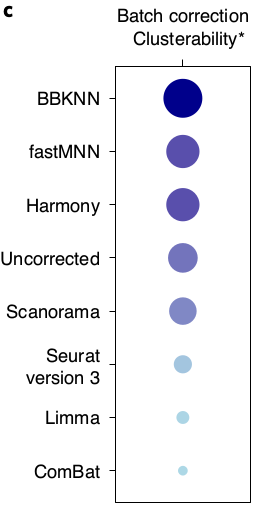 c
Batch correction
Clusterability*
BBKNN
fastMNN
Harmony
Uncorrected
Scanorama
Seurat
version 3
Limma
ComBat